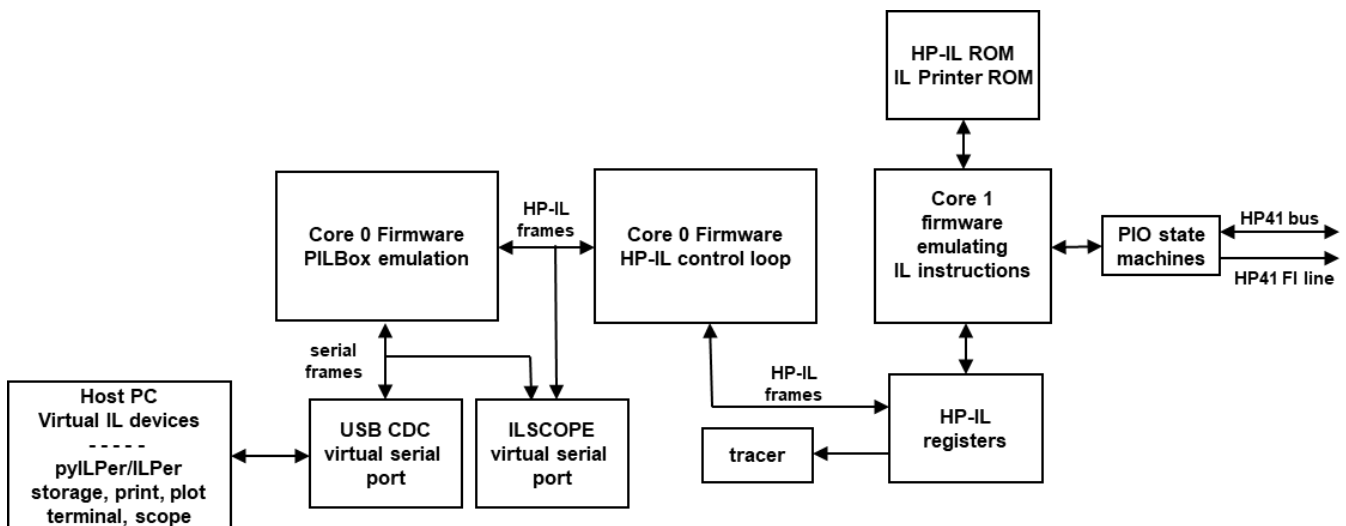 HP-IL ROM
IL Printer ROM
Core 0 Firmware
PILBox emulation
HP-IL
frames
Core 0 Firmware
HP-IL control loop
Core 1
firmware
emulating
IL instructions
PIO state
machines
HP41 bus
HP41 FI line
serial
frames
HP-IL
frames
Host PC
Virtual IL devices
- - - - -
pyILPer/ILPer
storage, print, plot
terminal, scope
USB CDC
virtual serial
port
ILSCOPE
virtual serial
port
tracer
HP-IL
registers